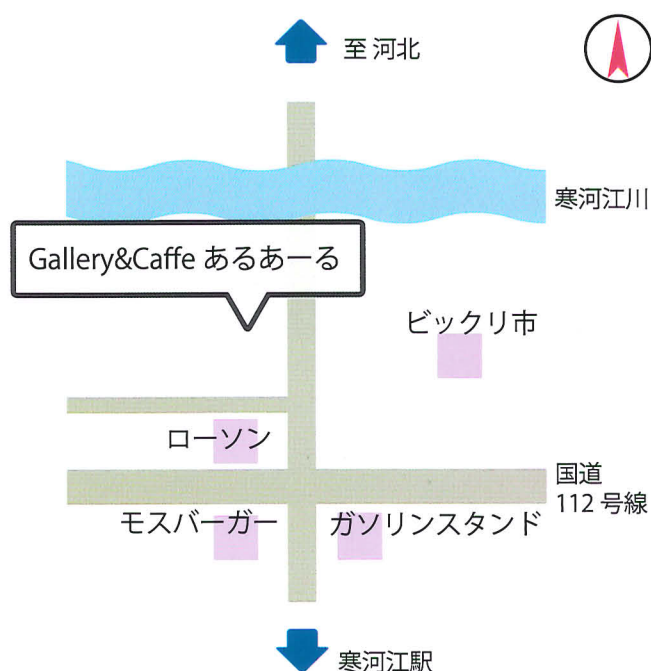 至 河北
寒河江川
Gallery&Caffe あるあーる
ビックリ市
ローソン
国道
112 号線
モスバーガー
ガソリンスタンド
寒河江駅